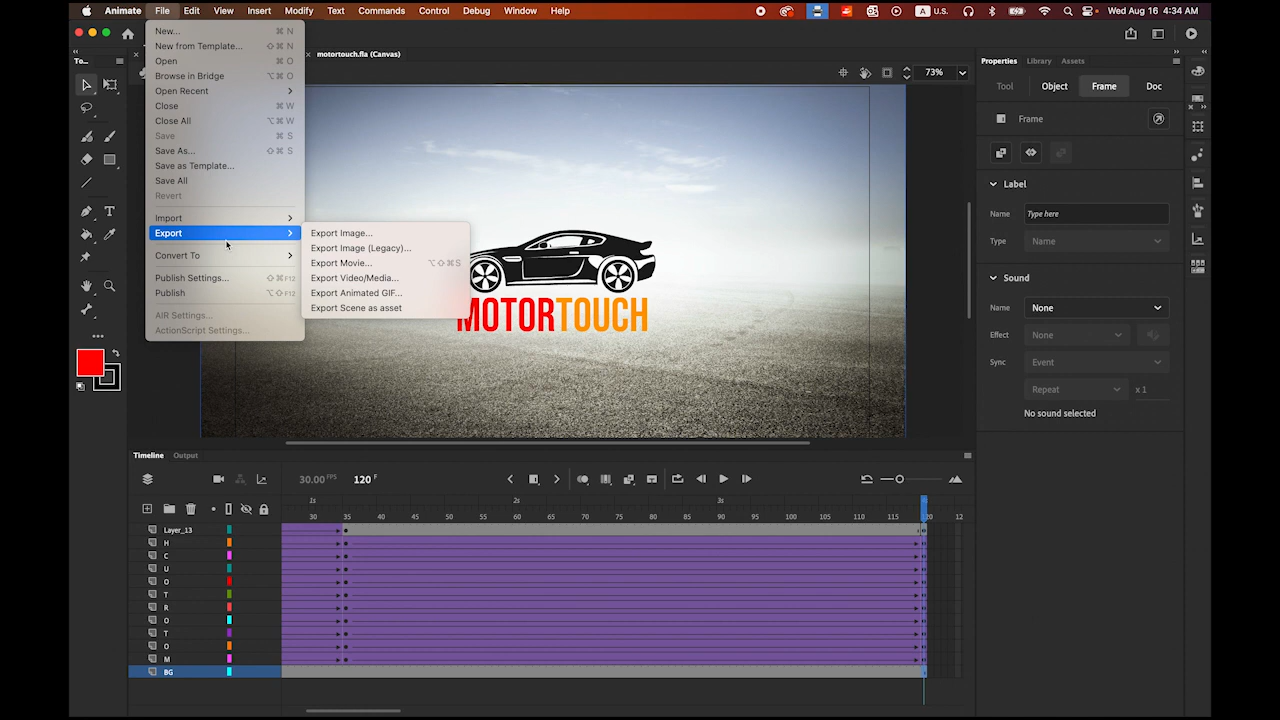 Animate File Edit View Insert Modify Text Commands Control Debug Window Help A U.S. Wed Aug 16 4:34 AM
New... ⌘ N
New from Template... ⇧ ⌘ N
Open ⌘ O
Browse in Bridge ⌥⌘ O
Open Recent
Close ⌘ W
Close All ⌥⌘ W
Save ⌘ S
Save As... ⇧ ⌘ S
Save as Template...
Save All
Revert
Import
Export
Convert To
Publish Settings... ⇧⌘F12
Publish ⌥⇧F12
AIR Settings...
ActionScript Settings...
Export Image...
Export Image (Legacy)...
Export Movie... ⌥⇧⌘S
Export Video/Media...
Export Animated GIF...
Export Scene as asset
To...
motortouch.fla (Canvas)
73%
MOTORTOUCH
Properties Library Assets
Tool Object Frame Doc
Frame
Label
Name Type here
Type Name
Sound
Name None
Effect None
Sync Event
Repeat x 1
No sound selected
Timeline Output
30.00 FPS 120 F
1s 2s 3s
30 35 40 45 50 55 60 65 70 75 80 85 90 95 100 105 110 115 12
Layer_13
H
C
U
O
T
R
O
T
O
M
BG